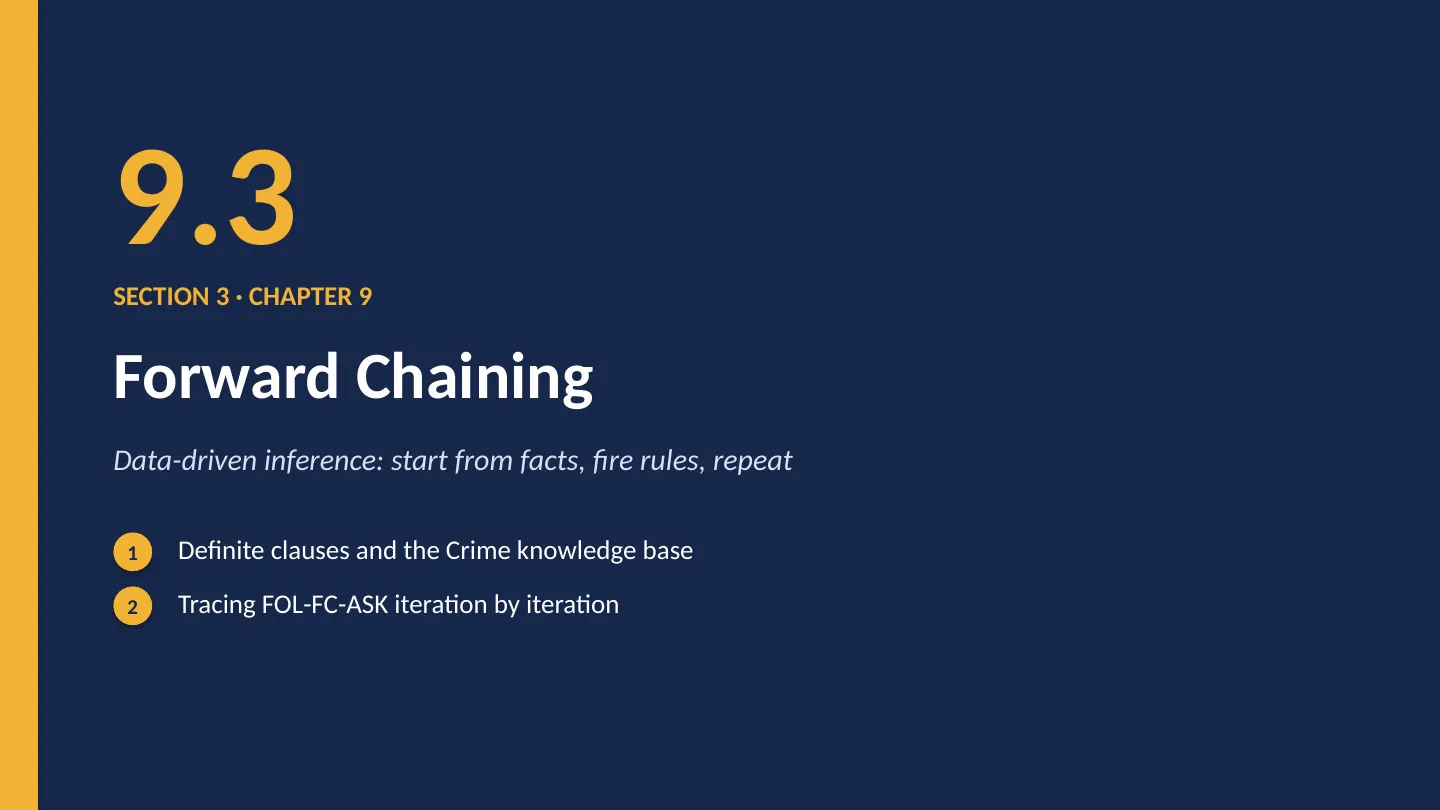 9.3
SECTION 3 · CHAPTER 9
Forward Chaining
Data-driven inference: start from facts, fire rules, repeat
1 Definite clauses and the Crime knowledge base
2 Tracing FOL-FC-ASK iteration by iteration